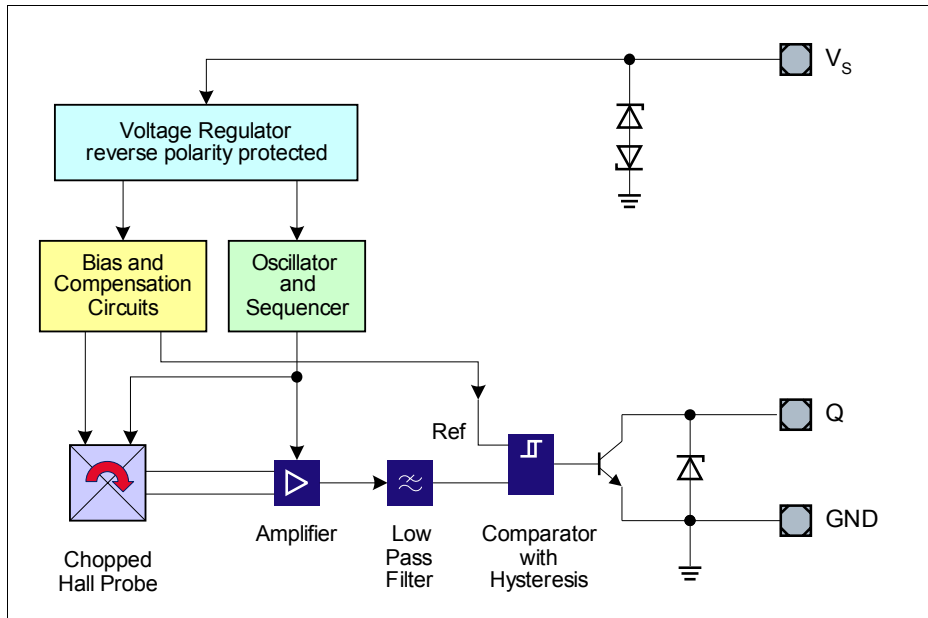 V_S
Voltage Regulator
reverse polarity protected
Bias and
Compensation
Circuits
Oscillator
and
Sequencer
Ref
Q
GND
Amplifier
Low
Pass
Filter
Comparator
with
Hysteresis
Chopped
Hall Probe